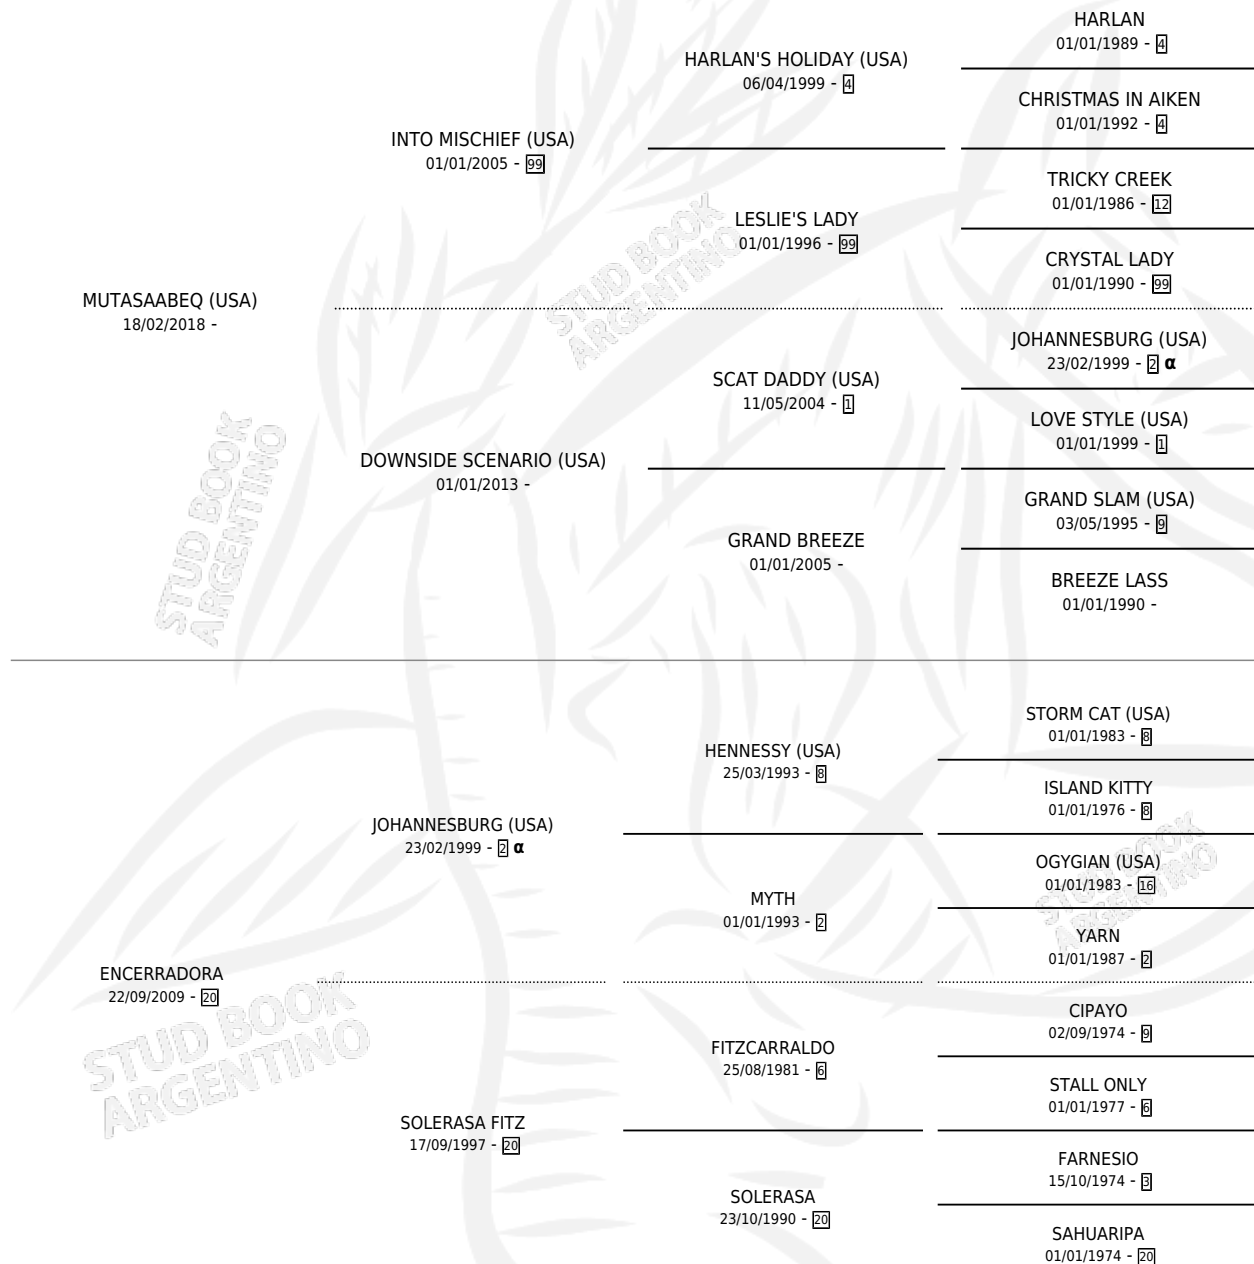 HARLAN
01/01/1989 - 4
HARLAN'S HOLIDAY (USA)
06/04/1999 - 4
CHRISTMAS IN AIKEN
01/01/1992 - 4
INTO MISCHIEF (USA)
01/01/2005 - 99
TRICKY CREEK
01/01/1986 - 12
LESLIE'S LADY
01/01/1996 - 99
CRYSTAL LADY
01/01/1990 - 99
MUTASAABEQ (USA)
18/02/2018 -
JOHANNESBURG (USA)
23/02/1999 - 2 α
SCAT DADDY (USA)
11/05/2004 - 1
LOVE STYLE (USA)
01/01/1999 - 1
DOWNSIDE SCENARIO (USA)
01/01/2013 -
GRAND SLAM (USA)
03/05/1995 - 9
GRAND BREEZE
01/01/2005 -
BREEZE LASS
01/01/1990 -
STORM CAT (USA)
01/01/1983 - 8
HENNESSY (USA)
25/03/1993 - 8
ISLAND KITTY
01/01/1976 - 8
JOHANNESBURG (USA)
23/02/1999 - 2 α
OGYGIAN (USA)
01/01/1983 - 16
MYTH
01/01/1993 - 2
YARN
01/01/1987 - 2
ENCERRADORA
22/09/2009 - 20
CIPAYO
02/09/1974 - 9
FITZCARRALDO
25/08/1981 - 6
STALL ONLY
01/01/1977 - 6
SOLERASA FITZ
17/09/1997 - 20
FARNESIO
15/10/1974 - 3
SOLERASA
23/10/1990 - 20
SAHUARIPA
01/01/1974 - 20
STUD BOOK
ARGENTINO
STUD BOOK
ARGENTINO
STUD BOOK
ARGENTINO
STUD BOOK
ARGENTINO